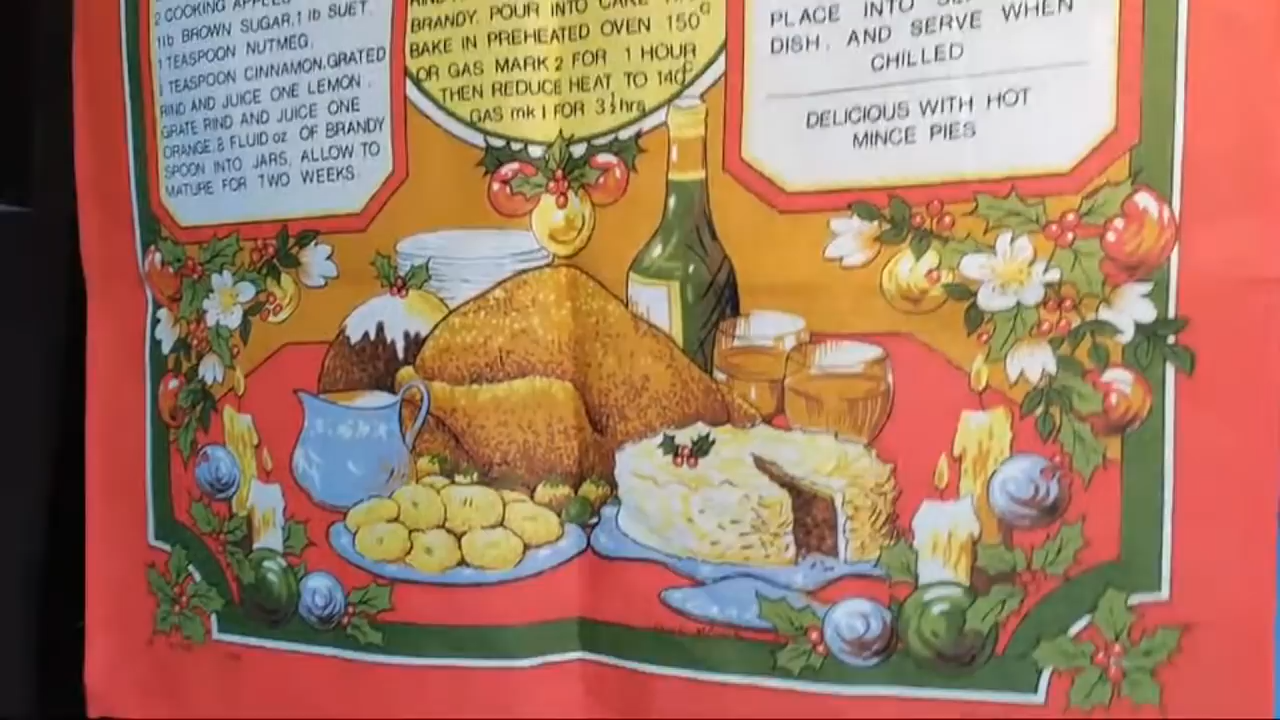 2 COOKING APPLES
1lb BROWN SUGAR.1 lb SUET.
1 TEASPOON NUTMEG.
1 TEASPOON CINNAMON,GRATED
RIND AND JUICE ONE LEMON.
GRATE RIND AND JUICE ONE
ORANGE.8 FLUID oz OF BRANDY
SPOON INTO JARS, ALLOW TO
MATURE FOR TWO WEEKS
BRANDY. POUR INTO CAKE
BAKE IN PREHEATED OVEN 150°
OR GAS MARK 2 FOR 1 HOUR
THEN REDUCE HEAT TO 140°
GAS mk 1 FOR 3½hrs
PLACE INTO
DISH, AND SERVE WHEN
CHILLED
DELICIOUS WITH HOT
MINCE PIES